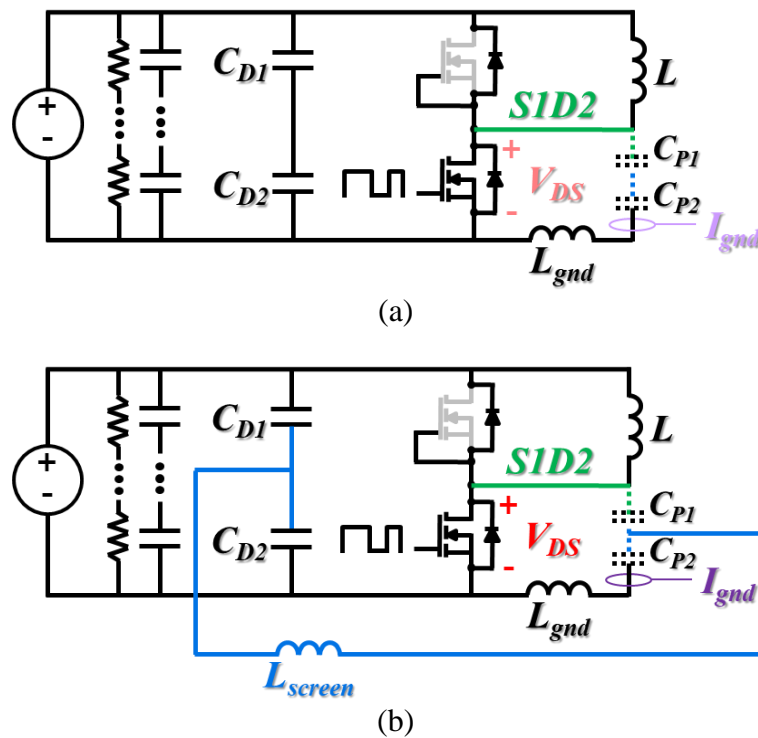 +
-
C_D1
C_D2
S1D2
+
V_DS
-
L
C_P1
C_P2
I_gnd
L_gnd
(a)
+
-
C_D1
C_D2
S1D2
+
V_DS
-
L
C_P1
C_P2
I_gnd
L_gnd
L_screen
(b)